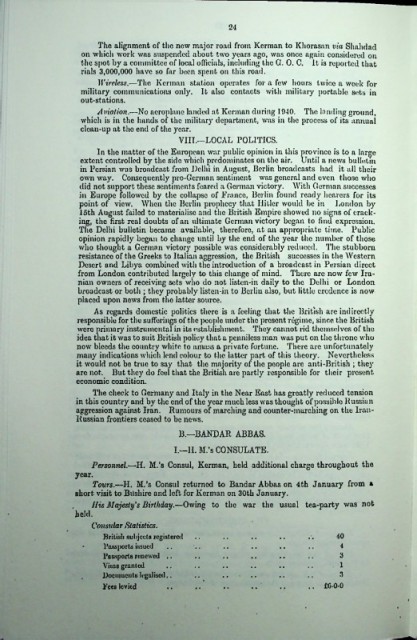 24
The alignment of the new major road from Kerman to Khorasan via Shahdad
on which work was suspended about two years ago, was once again considered on
the spot by a committee of local officials, including the G. O. C. It is reported that
rials 3,000,000 have so far been spent on this road.
Wireless.—The Kerman station operates for a few hours twice a week for
military communications only. It also contacts with military portable sets in
out-stations.
Aviation.—No aeroplane landed at Kerman during 1940. The landing ground,
which is in the hands of the military department, was in the process of its annual
clean-up at the end of the year.
VIII.—LOCAL POLITICS.
In the matter of the European war public opinion in this province is to a large
extent controlled by the side which predominates on the air. Until a news bulletin
in Persian was broadcast from Delhi in August, Berlin broadcasts had it all their
own way. Consequently pro-German sentiment was general and even those who
did not support these sentiments feared a German victory. With German successes
in Europe followed by the collapse of France, Berlin found ready hearers for its
point of view. When the Berlin prophecy that Hitler would be in London by
15th August failed to materialise and the British Empire showed no signs of crack-
ing, the first real doubts of an ultimate German victory began to find expression.
The Delhi bulletin became available, therefore, at an appropriate time. Public
opinion rapidly began to change until by the end of the year the number of those
who thought a German victory possible was considerably reduced. The stubborn
resistance of the Greeks to Italian aggression, the British successes in the Western
Desert and Libya combined with the introduction of a broadcast in Persian direct
from London contributed largely to this change of mind. There are now few Ira-
nian owners of receiving sets who do not listen-in daily to the Delhi or London
broadcast or both ; they probably listen-in to Berlin also, but little credence is now
placed upon news from the latter source.
As regards domestic politics there is a feeling that the British are indirectly
responsible for the sufferings of the people under the present régime, since the British
were primary instrumental in its establishment. They cannot rid themselves of the
idea that it was to suit British policy that a penniless man was put on the throne who
now bleeds the country white to amass a private fortune. There are unfortunately
many indications which lend colour to the latter part of this theory. Nevertheless
it would not be true to say that the majority of the people are anti-British ; they
are not. But they do feel that the British are partly responsible for their present
economic condition.
The check to Germany and Italy in the Near East has greatly reduced tension
in this country and by the end of the year much less was thought of possible Russian
aggression against Iran. Rumours of marching and counter-marching on the Iran-
Russian frontiers ceased to be news.
B.—BANDAR ABBAS.
I.—H. M.'s CONSULATE.
Personnel.—H. M.'s Consul, Kerman, held additional charge throughout the
year.
Tours.—H. M.'s Consul returned to Bandar Abbas on 4th January from a
short visit to Bushire and left for Kerman on 30th January.
His Majesty's Birthday.—Owing to the war the usual tea-party was not
held.
Consular Statistics.
British subjects registered .. .. .. .. .. 40
Passports issued .. .. .. .. .. .. 4
Passports renewed .. .. .. .. .. .. 3
Visas granted .. .. .. .. .. .. 1
Documents legalised .. .. .. .. .. .. 3
Fees levied .. .. .. .. .. .. £6-0-0